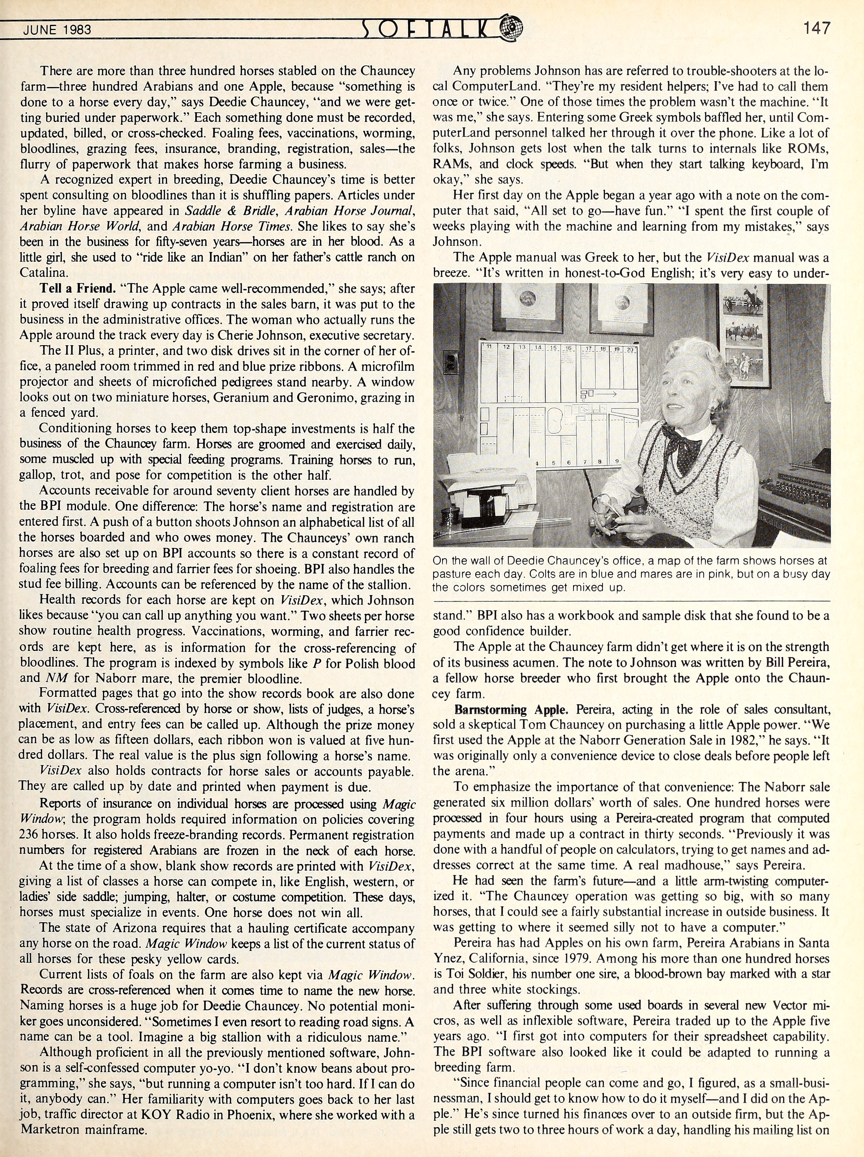 JUNE 1983
SOFTALK
147
There are more than three hundred horses stabled on the Chauncey
farm—three hundred Arabians and one Apple, because “something is
done to a horse every day,” says Deedie Chauncey, “and we were get-
ting buried under paperwork.” Each something done must be recorded,
updated, billed, or cross-checked. Foaling fees, vaccinations, worming,
bloodlines, grazing fees, insurance, branding, registration, sales—the
flurry of paperwork that makes horse farming a business.
A recognized expert in breeding, Deedie Chauncey's time is better
spent consulting on bloodlines than it is shuffling papers. Articles under
her byline have appeared in Saddle & Bridle, Arabian Horse Journal,
Arabian Horse World, and Arabian Horse Times. She likes to say she's
been in the business for fifty-seven years—horses are in her blood. As a
little girl, she used to “ride like an Indian” on her father's cattle ranch on
Catalina.
Tell a Friend. “The Apple came well-recommended,” she says; after
it proved itself drawing up contracts in the sales barn, it was put to the
business in the administrative offices. The woman who actually runs the
Apple around the track every day is Cherie Johnson, executive secretary.
The II Plus, a printer, and two disk drives sit in the corner of her of-
fice, a paneled room trimmed in red and blue prize ribbons. A microfilm
projector and sheets of microfiched pedigrees stand nearby. A window
looks out on two miniature horses, Geranium and Geronimo, grazing in
a fenced yard.
Conditioning horses to keep them top-shape investments is half the
business of the Chauncey farm. Horses are groomed and exercised daily,
some muscled up with special feeding programs. Training horses to run,
gallop, trot, and pose for competition is the other half.
Accounts receivable for around seventy client horses are handled by
the BPI module. One difference: The horse's name and registration are
entered first. A push of a button shoots Johnson an alphabetical list of all
the horses boarded and who owes money. The Chaunceys' own ranch
horses are also set up on BPI accounts so there is a constant record of
foaling fees for breeding and farrier fees for shoeing. BPI also handles the
stud fee billing. Accounts can be referenced by the name of the stallion.
Health records for each horse are kept on VisiDex, which Johnson
likes because “you can call up anything you want.” Two sheets per horse
show routine health progress. Vaccinations, worming, and farrier rec-
ords are kept here, as is information for the cross-referencing of
bloodlines. The program is indexed by symbols like P for Polish blood
and NM for Naborr mare, the premier bloodline.
Formatted pages that go into the show records book are also done
with VisiDex. Cross-referenced by horse or show, lists of judges, a horse's
placement, and entry fees can be called up. Although the prize money
can be as low as fifteen dollars, each ribbon won is valued at five hun-
dred dollars. The real value is the plus sign following a horse's name.
VisiDex also holds contracts for horse sales or accounts payable.
They are called up by date and printed when payment is due.
Reports of insurance on individual horses are processed using Magic
Window; the program holds required information on policies covering
236 horses. It also holds freeze-branding records. Permanent registration
numbers for registered Arabians are frozen in the neck of each horse.
At the time of a show, blank show records are printed with VisiDex,
giving a list of classes a horse can compete in, like English, western, or
ladies' side saddle; jumping, halter, or costume competition. These days,
horses must specialize in events. One horse does not win all.
The state of Arizona requires that a hauling certificate accompany
any horse on the road. Magic Window keeps a list of the current status of
all horses for these pesky yellow cards.
Current lists of foals on the farm are also kept via Magic Window.
Records are cross-referenced when it comes time to name the new horse.
Naming horses is a huge job for Deedie Chauncey. No potential moni-
ker goes unconsidered. “Sometimes I even resort to reading road signs. A
name can be a tool. Imagine a big stallion with a ridiculous name.”
Although proficient in all the previously mentioned software, John-
son is a self-confessed computer yo-yo. “I don't know beans about pro-
gramming,” she says, “but running a computer isn't too hard. If I can do
it, anybody can.” Her familiarity with computers goes back to her last
job, traffic director at KOY Radio in Phoenix, where she worked with a
Marketron mainframe.
Any problems Johnson has are referred to trouble-shooters at the lo-
cal ComputerLand. “They're my resident helpers; I've had to call them
once or twice.” One of those times the problem wasn't the machine. “It
was me,” she says. Entering some Greek symbols baffled her, until Com-
puterLand personnel talked her through it over the phone. Like a lot of
folks, Johnson gets lost when the talk turns to internals like ROMs,
RAMs, and clock speeds. “But when they start talking keyboard, I'm
okay,” she says.
Her first day on the Apple began a year ago with a note on the com-
puter that said, “All set to go—have fun.” “I spent the first couple of
weeks playing with the machine and learning from my mistakes,” says
Johnson.
The Apple manual was Greek to her, but the VisiDex manual was a
breeze. “It's written in honest-to-God English; it's very easy to under-
11 12 13 14 15 16 17 18 19 20
4 5 6 7 8 9
On the wall of Deedie Chauncey's office, a map of the farm shows horses at
pasture each day. Colts are in blue and mares are in pink, but on a busy day
the colors sometimes get mixed up.
stand.” BPI also has a workbook and sample disk that she found to be a
good confidence builder.
The Apple at the Chauncey farm didn't get where it is on the strength
of its business acumen. The note to Johnson was written by Bill Pereira,
a fellow horse breeder who first brought the Apple onto the Chaun-
cey farm.
Barnstorming Apple. Pereira, acting in the role of sales consultant,
sold a skeptical Tom Chauncey on purchasing a little Apple power. “We
first used the Apple at the Naborr Generation Sale in 1982,” he says. “It
was originally only a convenience device to close deals before people left
the arena.”
To emphasize the importance of that convenience: The Naborr sale
generated six million dollars' worth of sales. One hundred horses were
processed in four hours using a Pereira-created program that computed
payments and made up a contract in thirty seconds. “Previously it was
done with a handful of people on calculators, trying to get names and ad-
dresses correct at the same time. A real madhouse,” says Pereira.
He had seen the farm's future—and a little arm-twisting computer-
ized it. “The Chauncey operation was getting so big, with so many
horses, that I could see a fairly substantial increase in outside business. It
was getting to where it seemed silly not to have a computer.”
Pereira has had Apples on his own farm, Pereira Arabians in Santa
Ynez, California, since 1979. Among his more than one hundred horses
is Toi Soldier, his number one sire, a blood-brown bay marked with a star
and three white stockings.
After suffering through some used boards in several new Vector mi-
cros, as well as inflexible software, Pereira traded up to the Apple five
years ago. “I first got into computers for their spreadsheet capability.
The BPI software also looked like it could be adapted to running a
breeding farm.
“Since financial people can come and go, I figured, as a small-busi-
nessman, I should get to know how to do it myself—and I did on the Ap-
ple.” He's since turned his finances over to an outside firm, but the Ap-
ple still gets two to three hours of work a day, handling his mailing list on